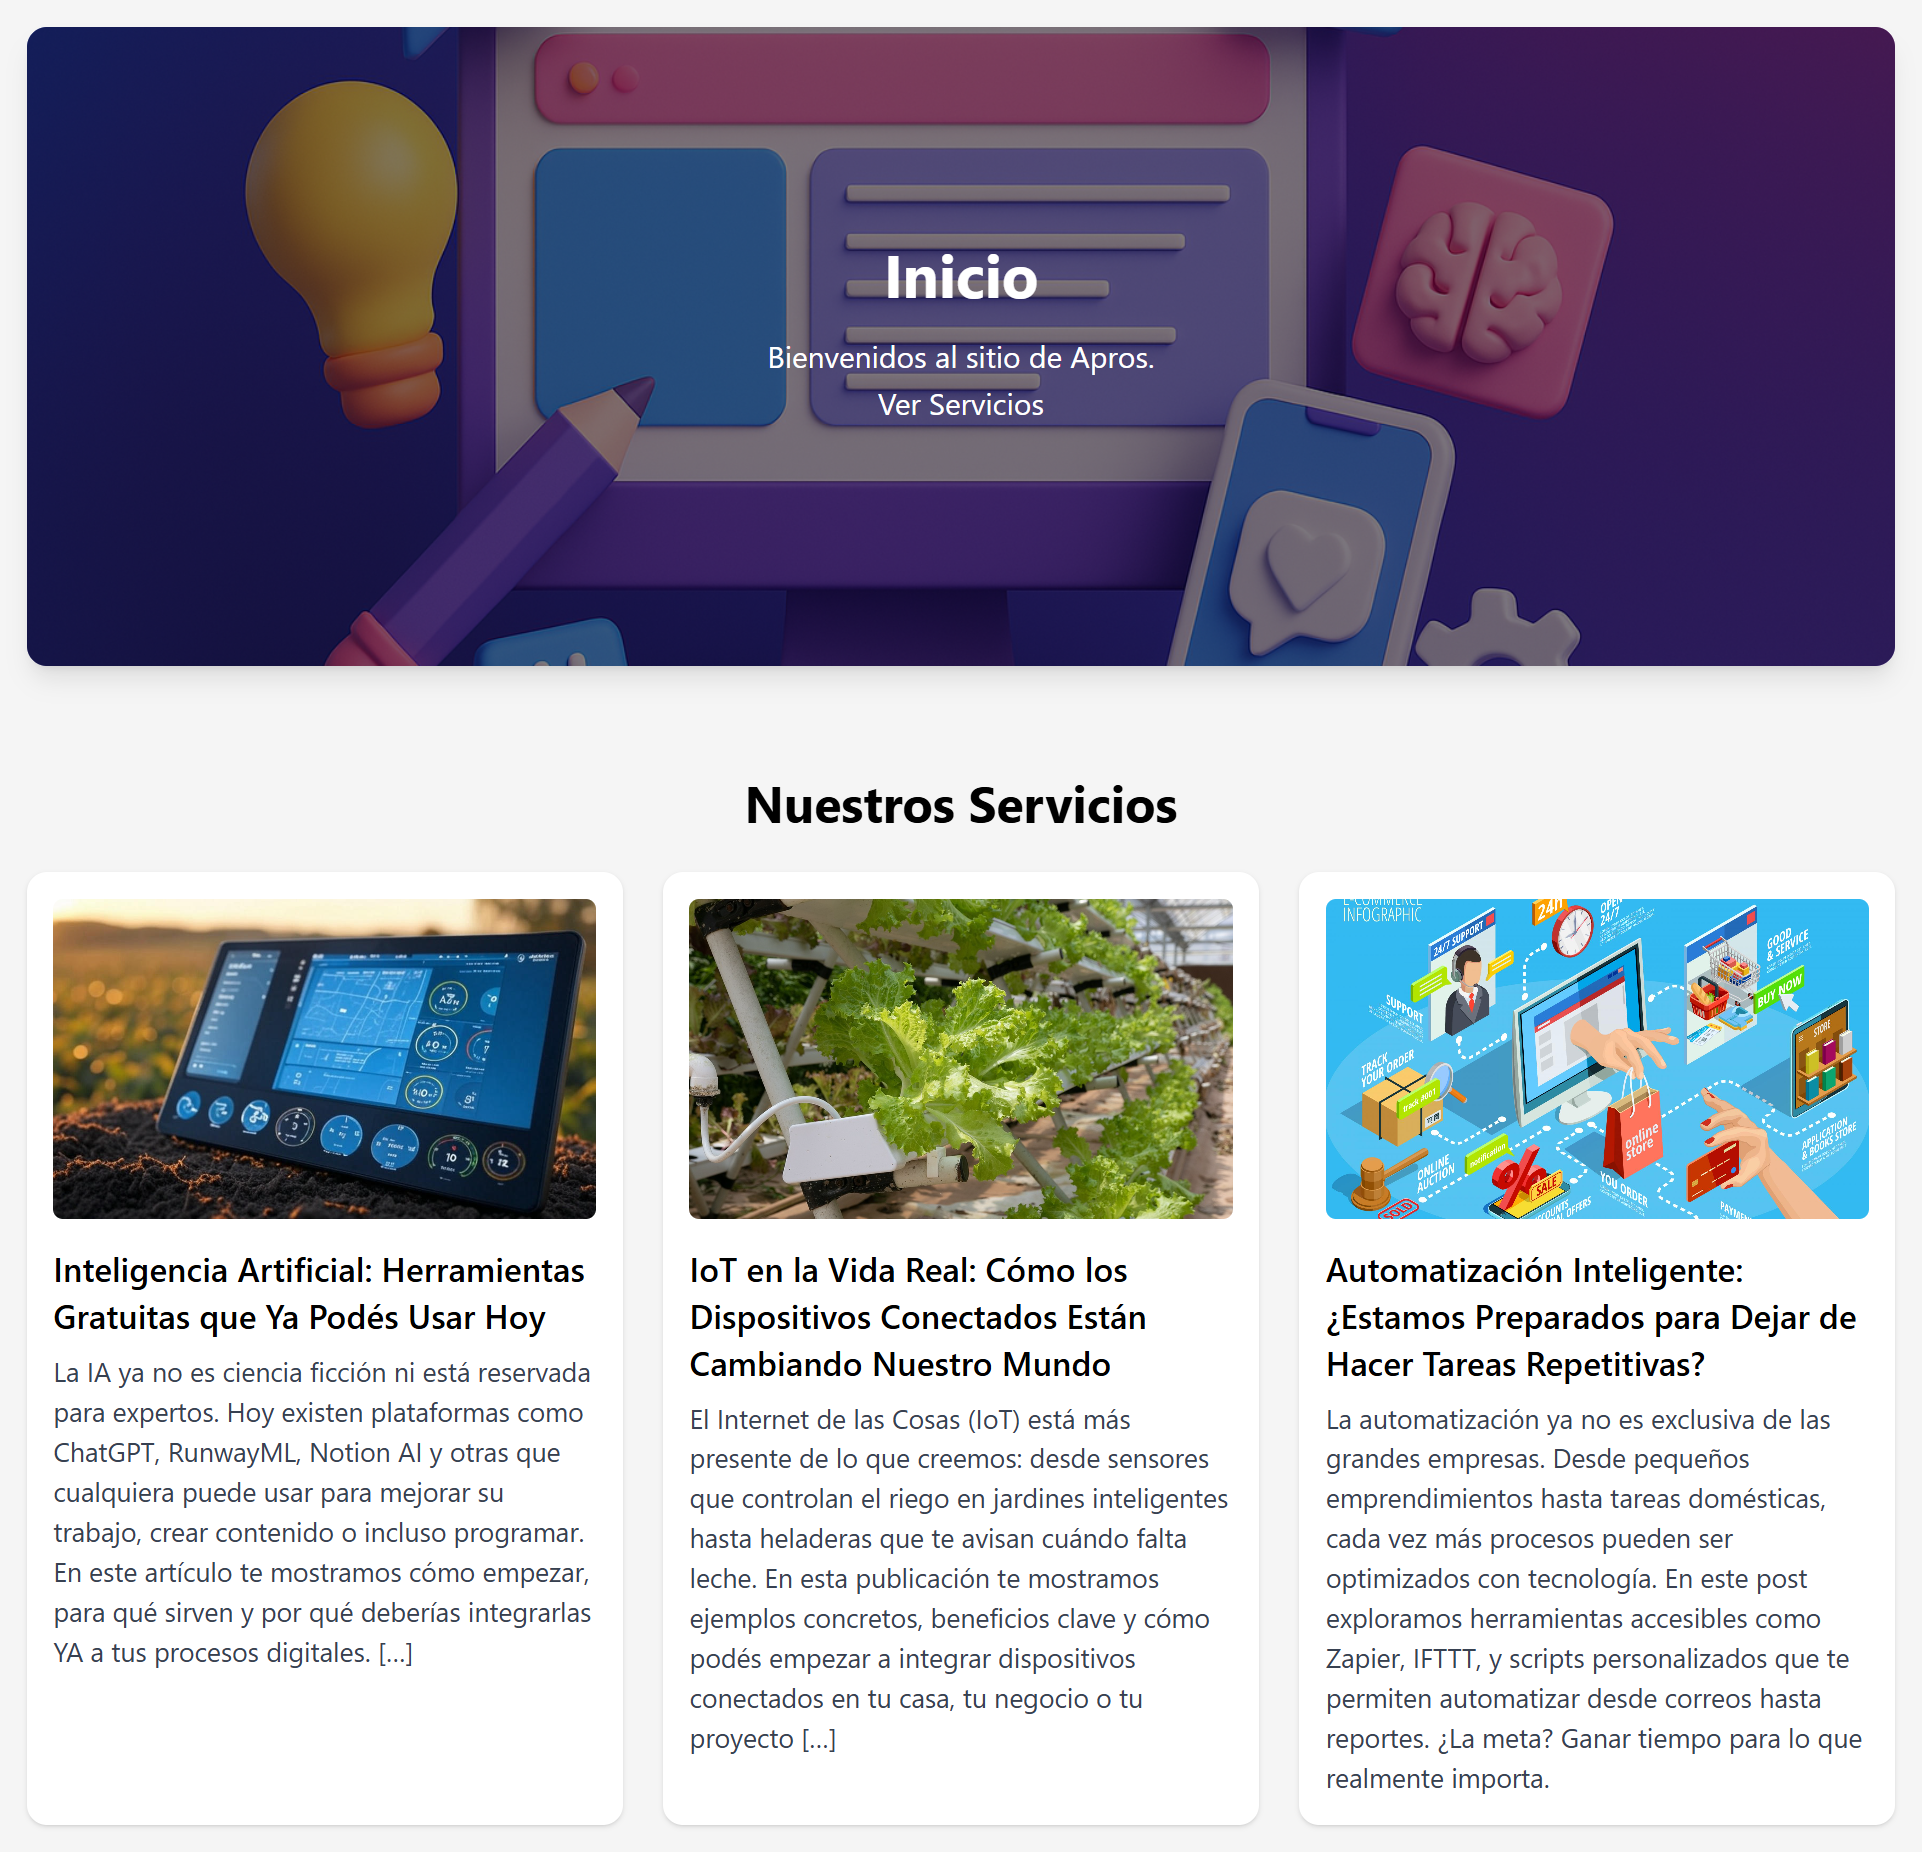 Inicio
Bienvenidos al sitio de Apros.
Ver Servicios
Nuestros Servicios
E-COMMERCE
INFOGRAPHIC
24/7 SUPPORT
SUPPORT
24H
OPEN
24/7
GOOD
& SERVICE
BUY NOW
STORE
TRACK
YOUR ORDER
track #001
APPLICATION
& BOOKS STORE
online
store
ONLINE
AUCTION
notification
SALE
SOLD
YOU ORDER
Inteligencia Artificial: Herramientas
Gratuitas que Ya Podés Usar Hoy
La IA ya no es ciencia ficción ni está reservada
para expertos. Hoy existen plataformas como
ChatGPT, RunwayML, Notion AI y otras que
cualquiera puede usar para mejorar su
trabajo, crear contenido o incluso programar.
En este artículo te mostramos cómo empezar,
para qué sirven y por qué deberías integrarlas
YA a tus procesos digitales. […]
IoT en la Vida Real: Cómo los
Dispositivos Conectados Están
Cambiando Nuestro Mundo
El Internet de las Cosas (IoT) está más
presente de lo que creemos: desde sensores
que controlan el riego en jardines inteligentes
hasta heladeras que te avisan cuándo falta
leche. En esta publicación te mostramos
ejemplos concretos, beneficios clave y cómo
podés empezar a integrar dispositivos
conectados en tu casa, tu negocio o tu
proyecto […]
Automatización Inteligente:
¿Estamos Preparados para Dejar de
Hacer Tareas Repetitivas?
La automatización ya no es exclusiva de las
grandes empresas. Desde pequeños
emprendimientos hasta tareas domésticas,
cada vez más procesos pueden ser
optimizados con tecnología. En este post
exploramos herramientas accesibles como
Zapier, IFTTT, y scripts personalizados que te
permiten automatizar desde correos hasta
reportes. ¿La meta? Ganar tiempo para lo que
realmente importa.